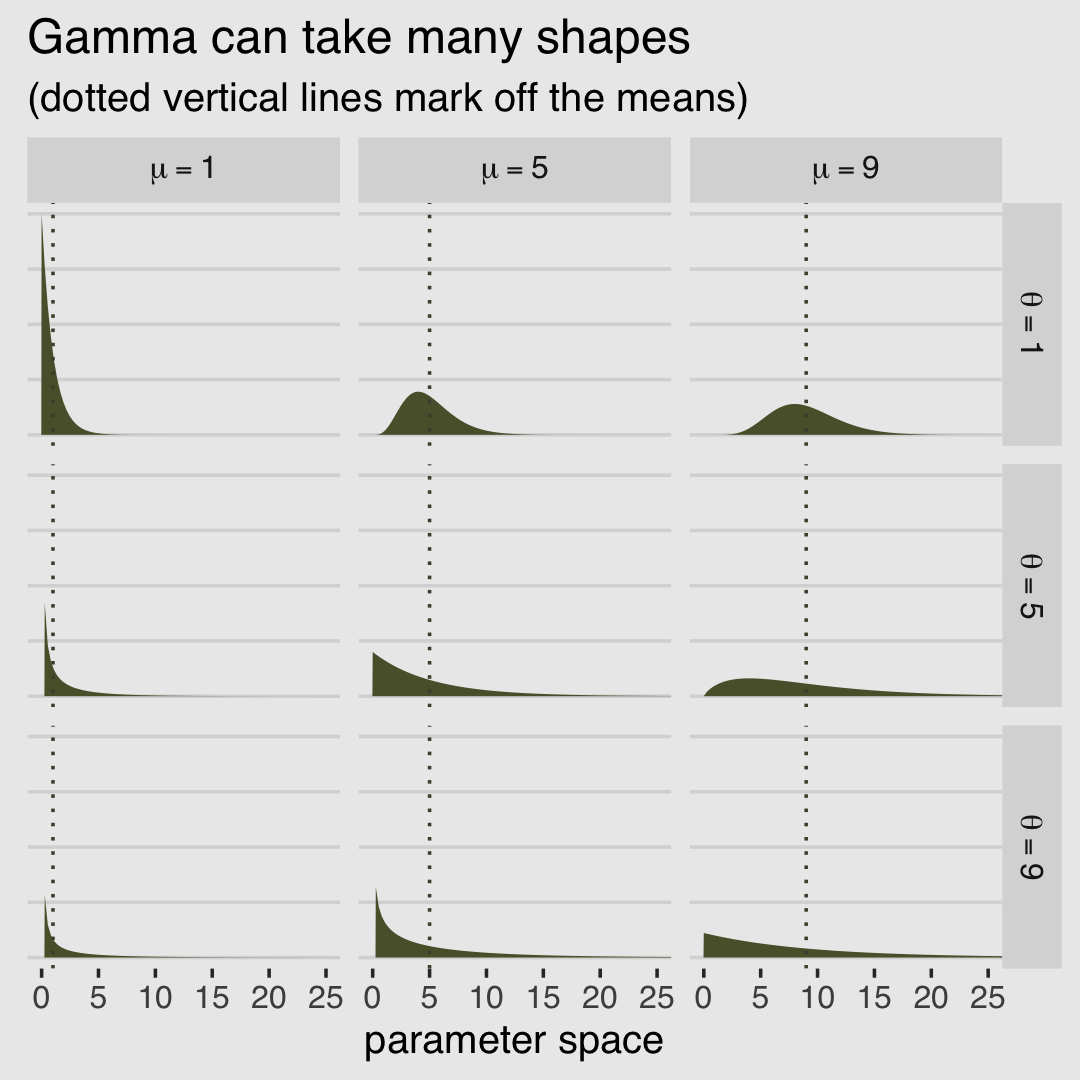 Gamma can take many shapes
(dotted vertical lines mark off the means)
μ = 1
μ = 5
μ = 9
θ = 1
θ = 5
θ = 9
0 5 10 15 20 25
0 5 10 15 20 25
0 5 10 15 20 25
parameter space